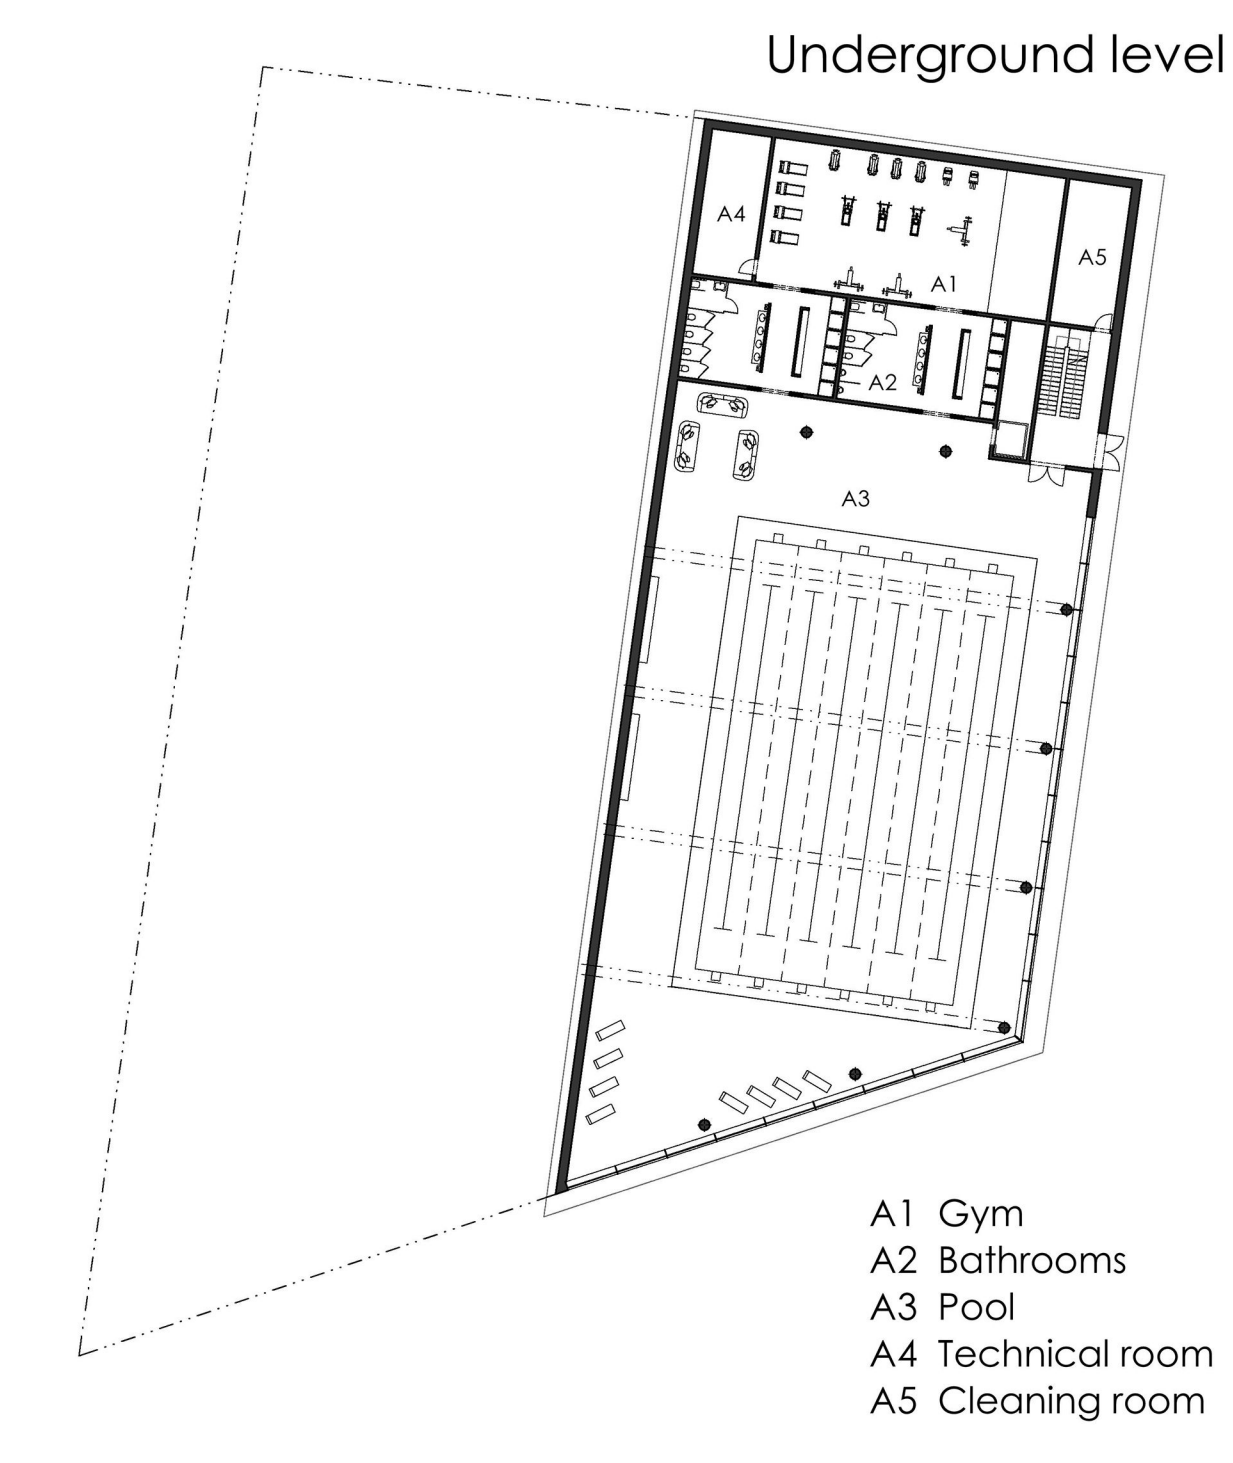 Underground level
A4
A5
A1
A2
A3
A1 Gym
A2 Bathrooms
A3 Pool
A4 Technical room
A5 Cleaning room